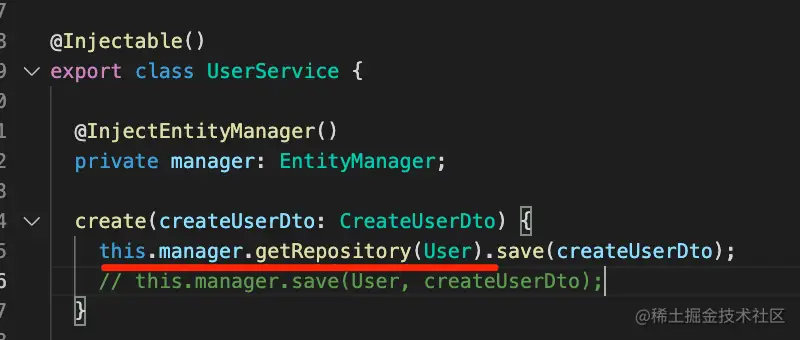 7
8 @Injectable()
9 export class UserService {
0
1 @InjectEntityManager()
2 private manager: EntityManager;
3
4 create(createUserDto: CreateUserDto) {
5 this.manager.getRepository(User).save(createUserDto);
6 // this.manager.save(User, createUserDto);
7 }
@稀土掘金技术社区